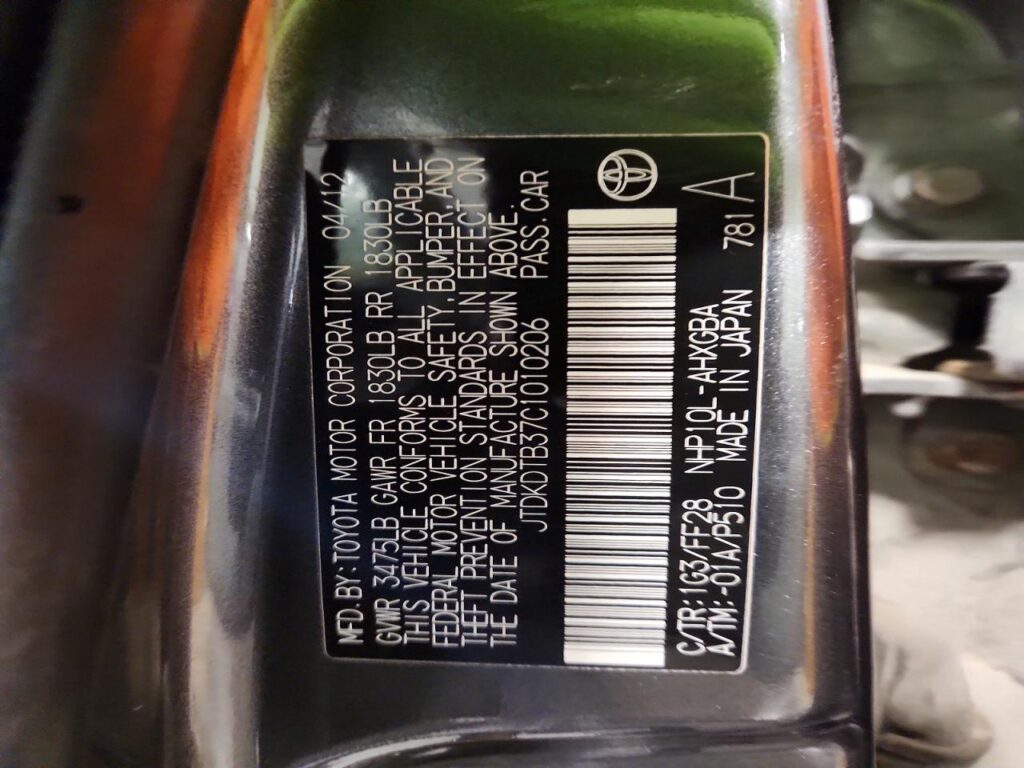 MFD.BY:TOYOTA MOTOR CORPORATION 04/12
GVWR 3475LB GAWR FR 1830LB RR 1830LB
THIS VEHICLE CONFORMS TO ALL APPLICABLE
FEDERAL MOTOR VEHICLE SAFETY, BUMPER, AND
THEFT PREVENTION STANDARDS IN EFFECT ON
THE DATE OF MANUFACTURE SHOWN ABOVE.
JTDKDTB37C1010206 PASS.CAR
C/TR:1G3/FF28 NHP10L-AHXGBA
A/TM:-01A/P510 MADE IN JAPAN 781 A